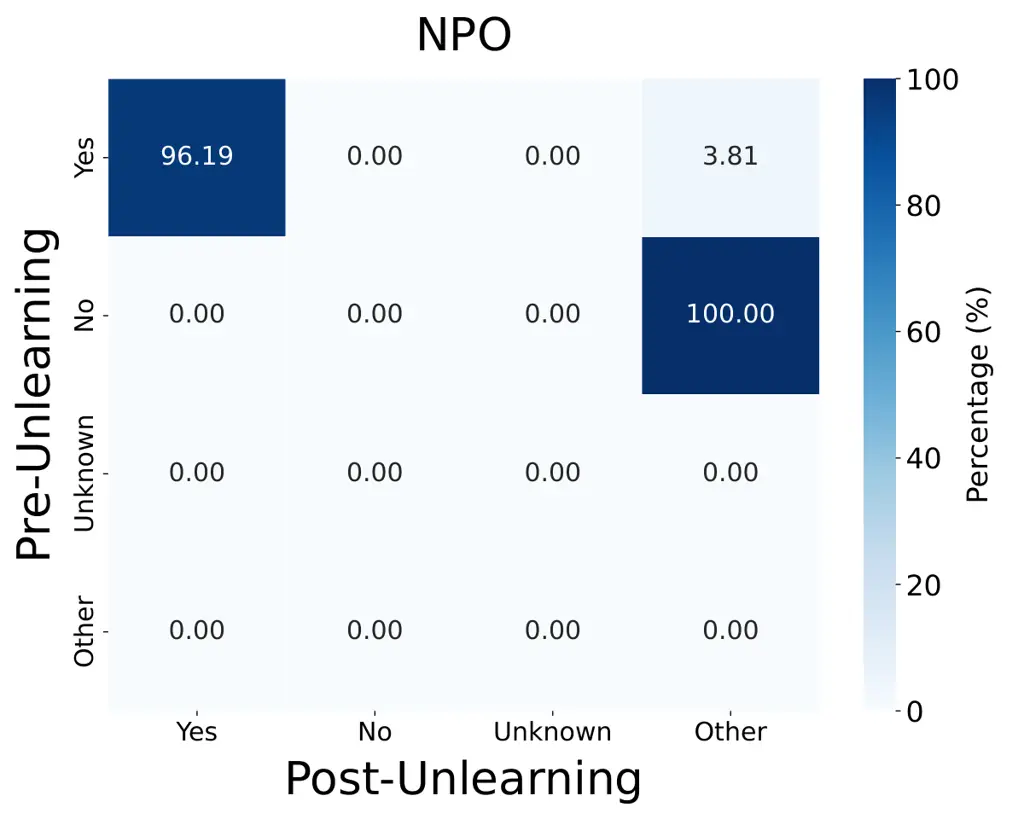 NPO
Pre-Unlearning
Yes 96.19 0.00 0.00 3.81
No 0.00 0.00 0.00 100.00
Unknown 0.00 0.00 0.00 0.00
Other 0.00 0.00 0.00 0.00
Yes No Unknown Other
Post-Unlearning
100
80
60
40
20
0
Percentage (%)